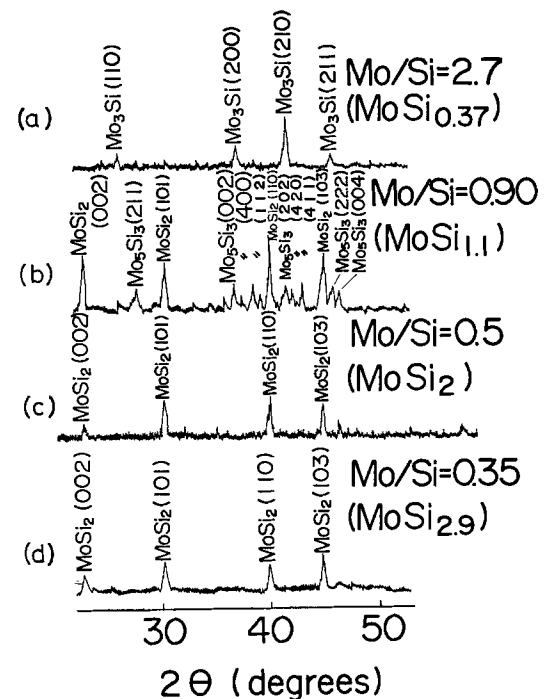 (a)
Mo3Si(110)
Mo3Si(200)
Mo3Si(210)
Mo3Si(211)
Mo/Si=2.7
(MoSi0.37)
(b)
MoSi2
(002)
Mo5Si3(211)
MoSi2(101)
Mo5Si3(002)
〃(400)
〃(112)
MoSi2(110)
Mo5Si3(202)
〃(420)
〃(411)
MoSi2(103)
Mo5Si3(222)
Mo5Si3(004)
Mo/Si=0.90
(MoSi1.1)
(c)
MoSi2(002)
MoSi2(101)
MoSi2(110)
MoSi2(103)
Mo/Si=0.5
(MoSi2)
(d)
MoSi2(002)
MoSi2(101)
MoSi2(110)
MoSi2(103)
Mo/Si=0.35
(MoSi2.9)
30 40 50
2θ (degrees)